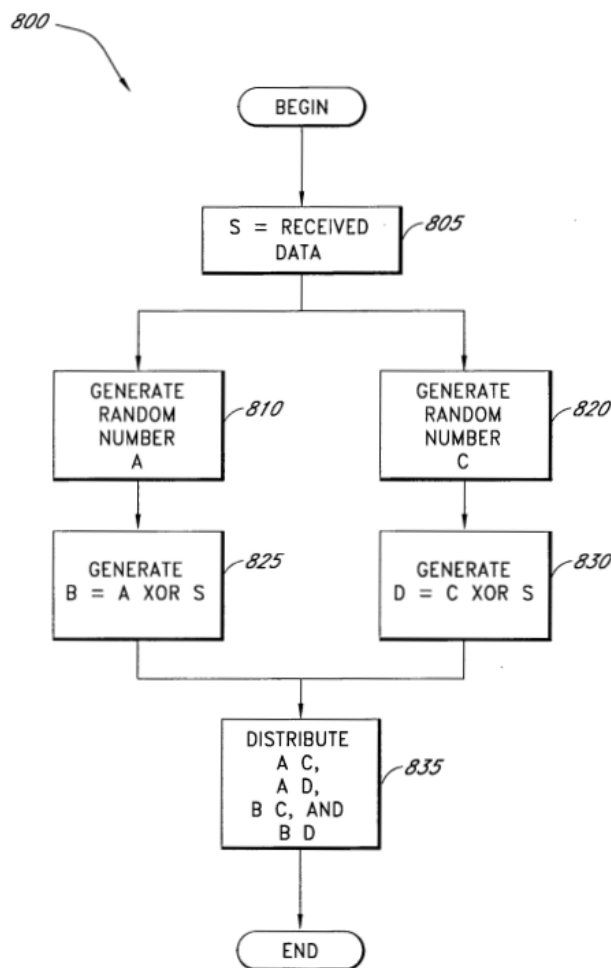 800
BEGIN
S = RECEIVED
DATA
805
GENERATE
RANDOM
NUMBER
A
810
GENERATE
RANDOM
NUMBER
C
820
GENERATE
B = A XOR S
825
GENERATE
D = C XOR S
830
DISTRIBUTE
A C,
A D,
B C, AND
B D
835
END